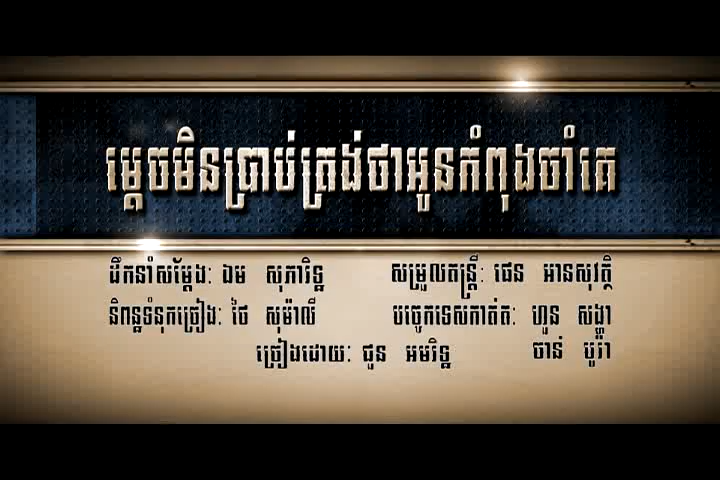 ម្ដេចមិនប្រាប់ត្រង់ថាអូនកំពុងចាំគេ
ដឹកនាំសម្ដែង: ឯម សុភារិទ្ធ
សម្រួលតន្ត្រី: ផេន អានសុវត្ថិ
និពន្ធទំនុកច្រៀង: ថៃ សុម៉ាលី
បច្ចេកទេសកាត់ត: ហួន សង្ហា
ចាន់ បូរ៉ា
ច្រៀងដោយ: ជួន អមរិទ្ធ